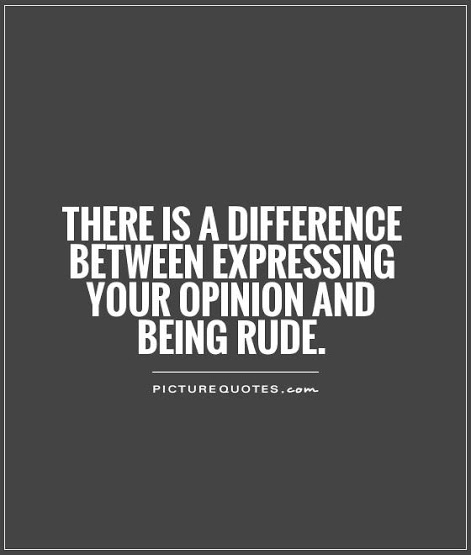 THERE IS A DIFFERENCE
BETWEEN EXPRESSING
YOUR OPINION AND
BEING RUDE.
PICTUREQUOTES.com